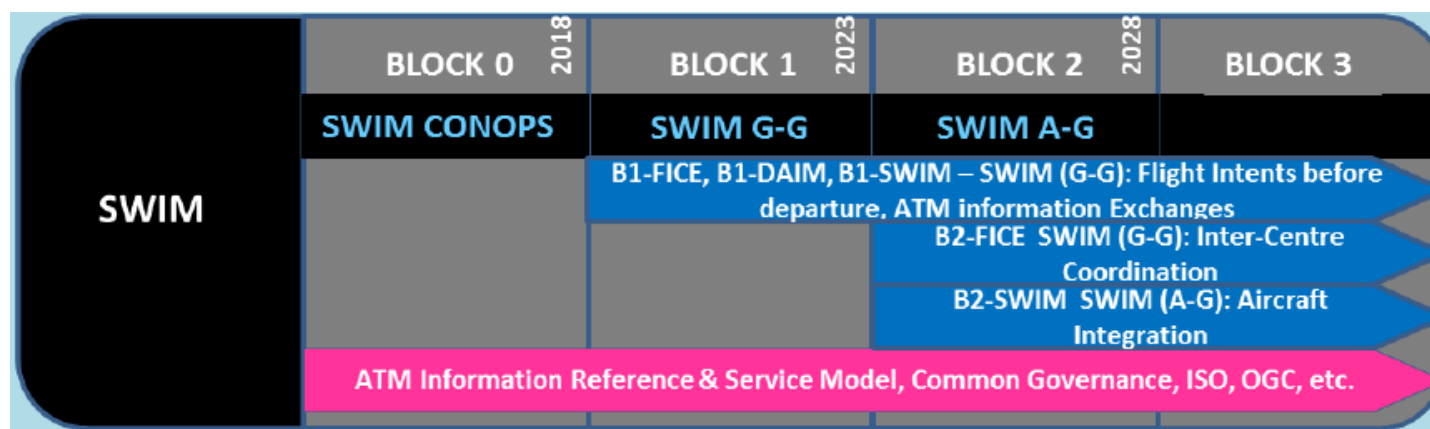 BLOCK 0 2018 BLOCK 1 2023 BLOCK 2 2028 BLOCK 3
SWIM CONOPS SWIM G-G SWIM A-G
SWIM
B1-FICE, B1-DAIM, B1-SWIM – SWIM (G-G): Flight Intents before
departure, ATM information Exchanges
B2-FICE SWIM (G-G): Inter-Centre
Coordination
B2-SWIM SWIM (A-G): Aircraft
Integration
ATM Information Reference & Service Model, Common Governance, ISO, OGC, etc.